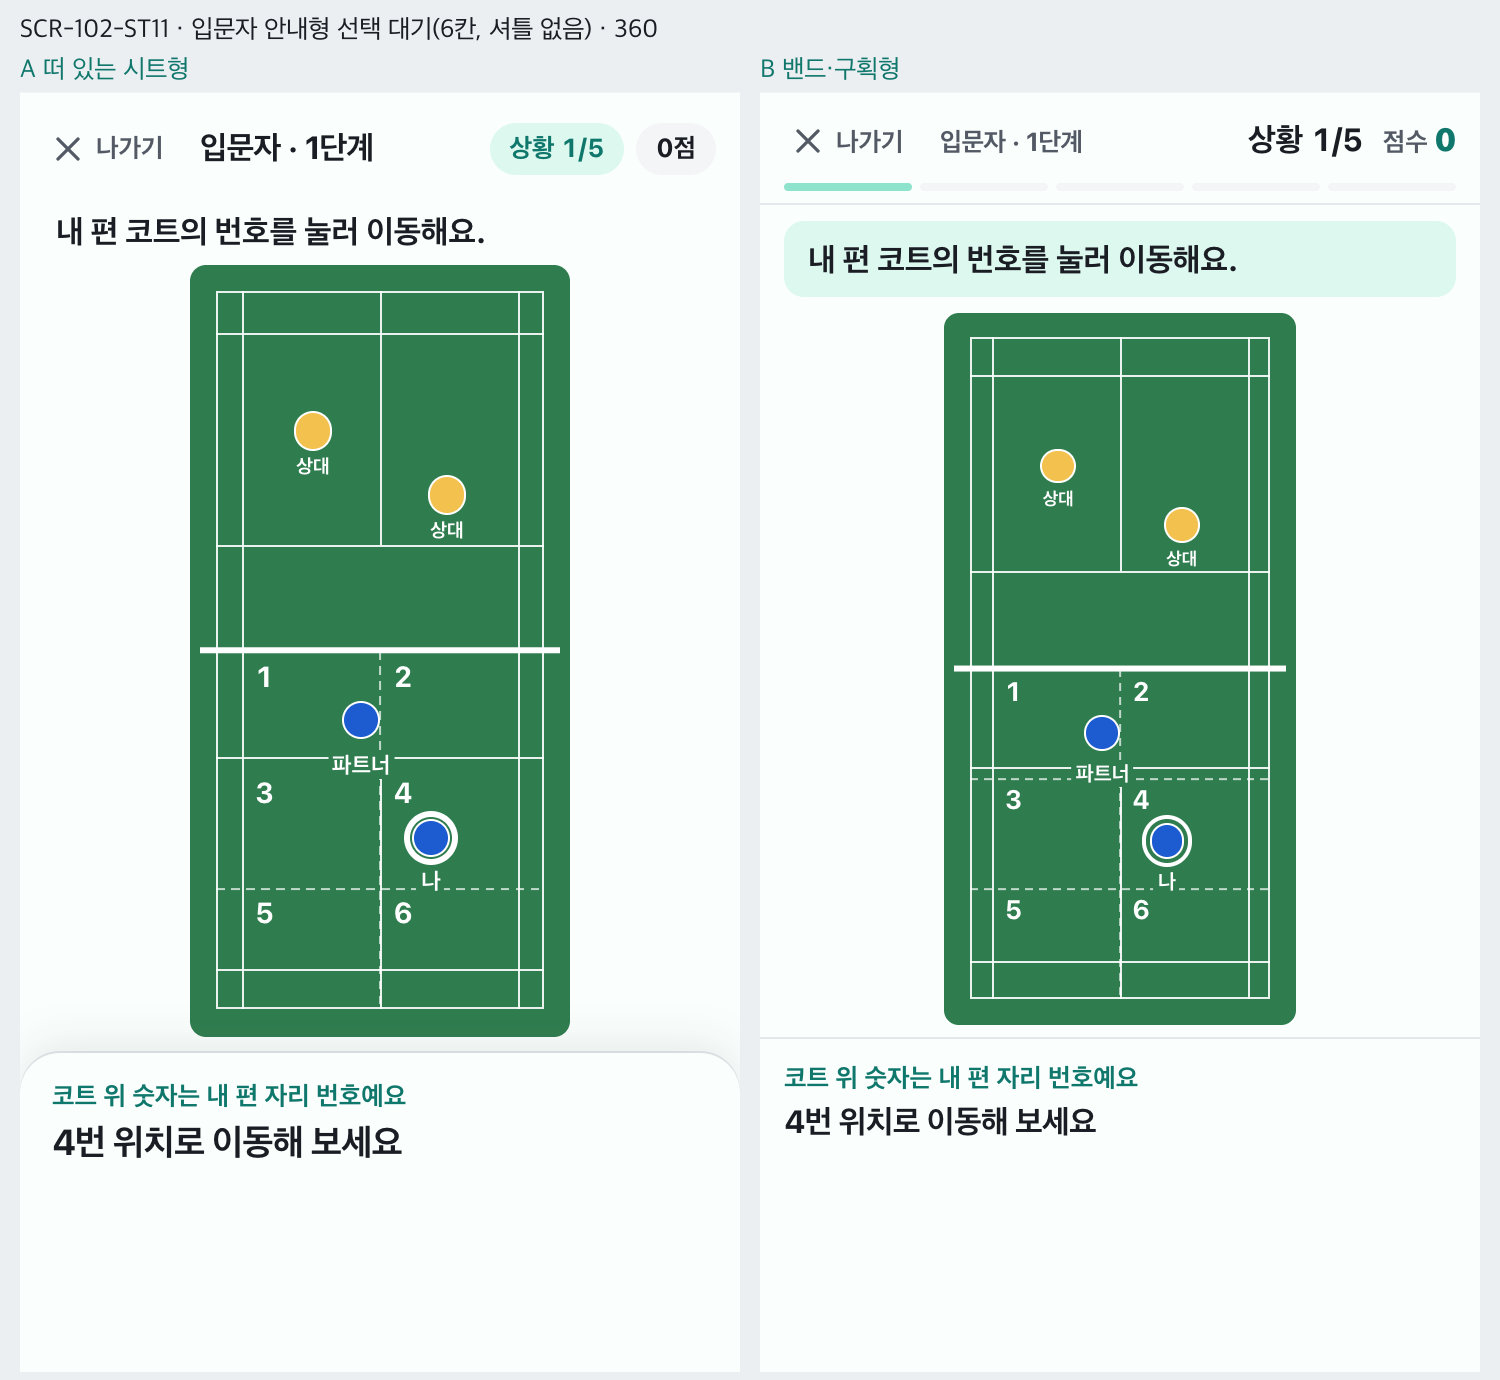 SCR-102-ST11 · 입문자 안내형 선택 대기(6칸, 셔틀 없음) · 360
A 떠 있는 시트형
나가기 입문자 · 1단계 상황 1/5 0점
내 편 코트의 번호를 눌러 이동해요.
상대
상대
1 2
파트너
3 4
나
5 6
코트 위 숫자는 내 편 자리 번호예요
4번 위치로 이동해 보세요
B 밴드·구획형
나가기 입문자 · 1단계 상황 1/5 점수 0
내 편 코트의 번호를 눌러 이동해요.
상대
상대
1 2
파트너
3 4
나
5 6
코트 위 숫자는 내 편 자리 번호예요
4번 위치로 이동해 보세요